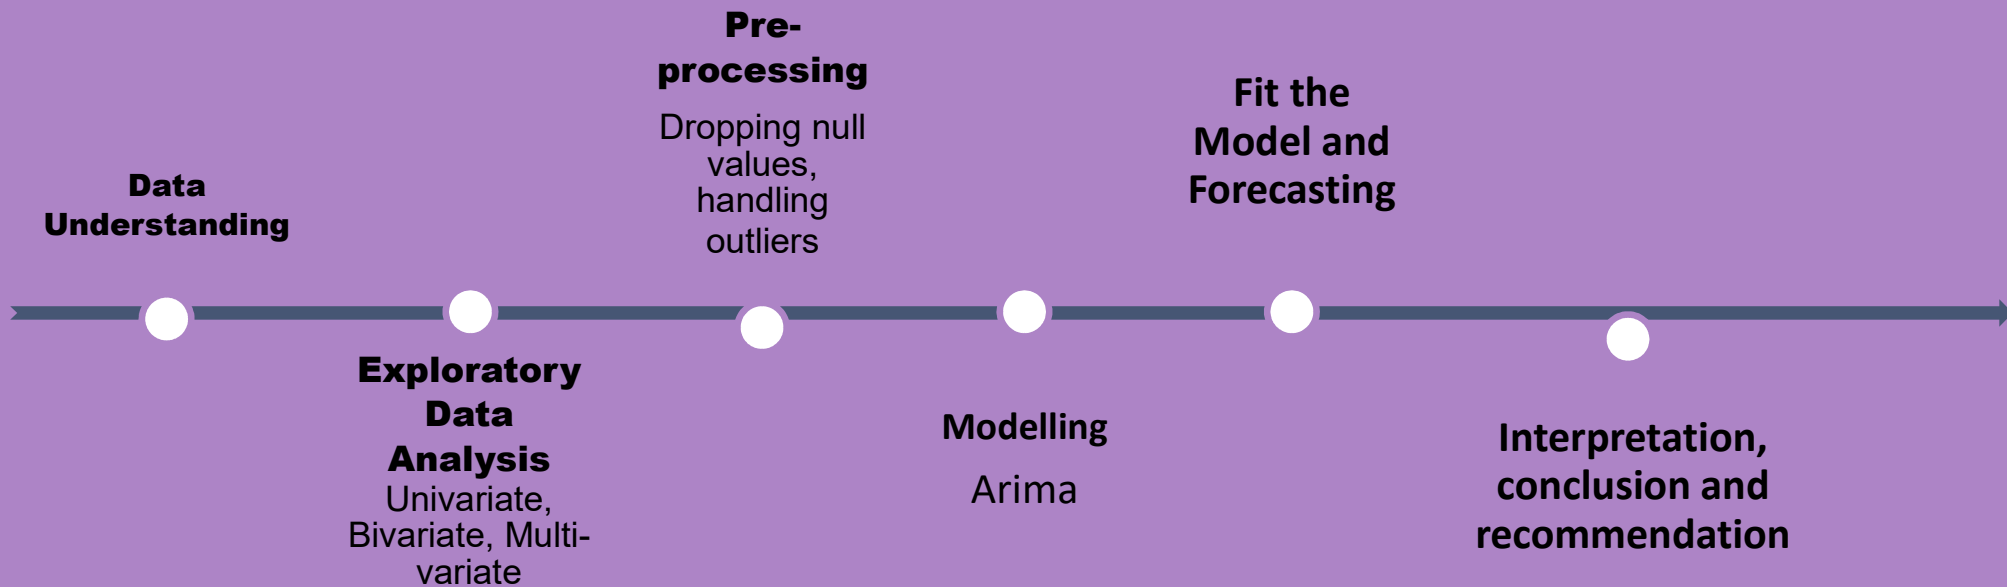 Data
Understanding
Exploratory
Data
Analysis
Univariate,
Bivariate, Multi-
variate
Pre-
processing
Dropping null
values,
handling
outliers
Modelling
Arima
Fit the
Model and
Forecasting
Interpretation,
conclusion and
recommendation